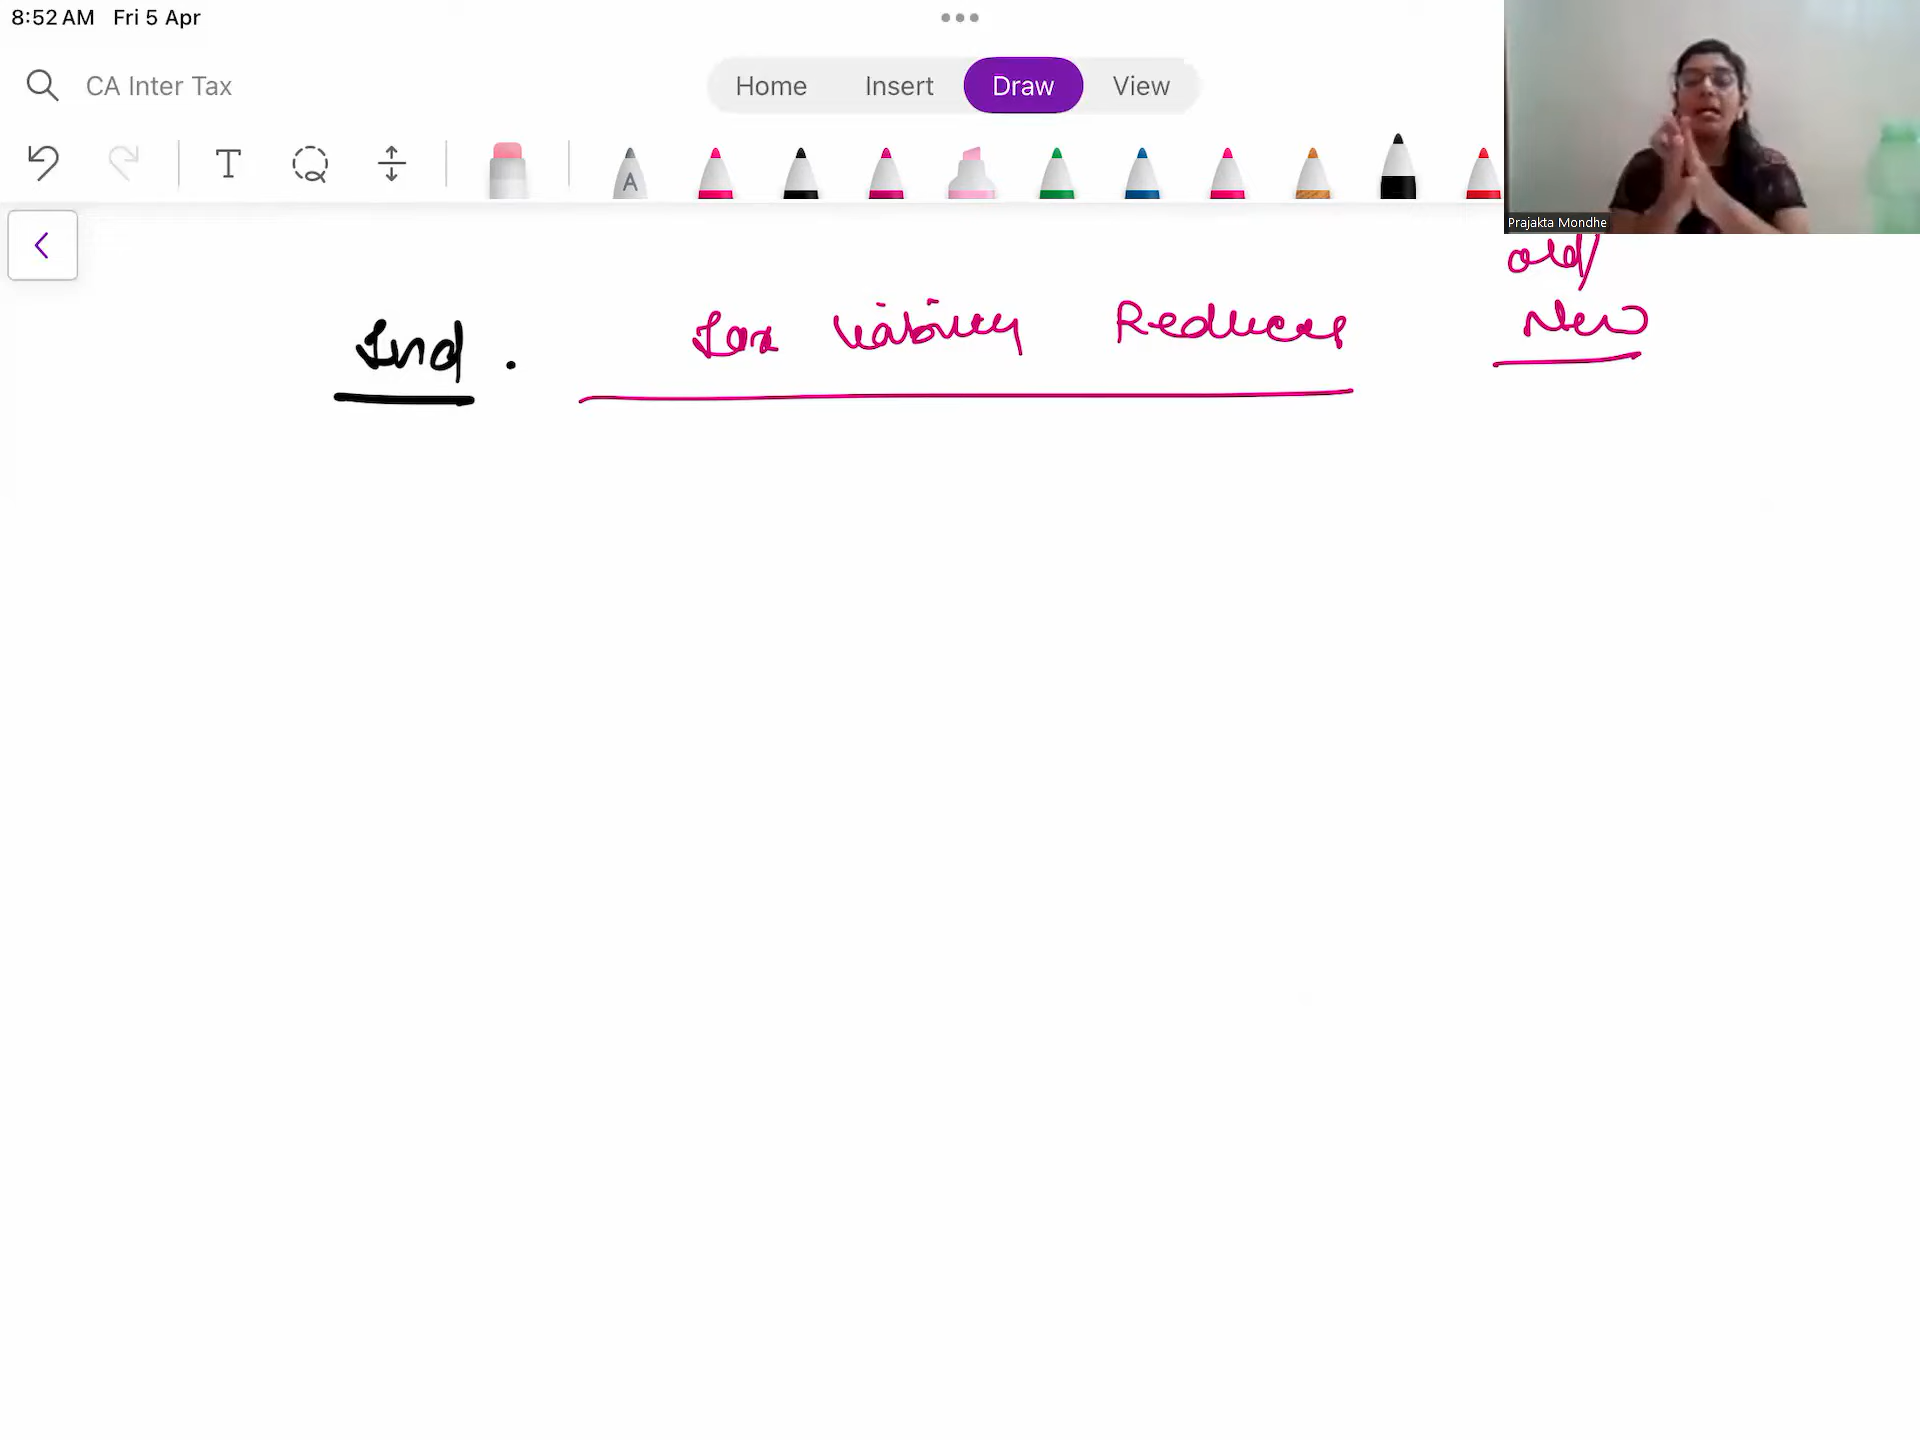 8:52 AM Fri 5 Apr
CA Inter Tax
Home Insert Draw View
T
A
Prajakta Mondhe
old/
Ind . Tax liability Reduces New